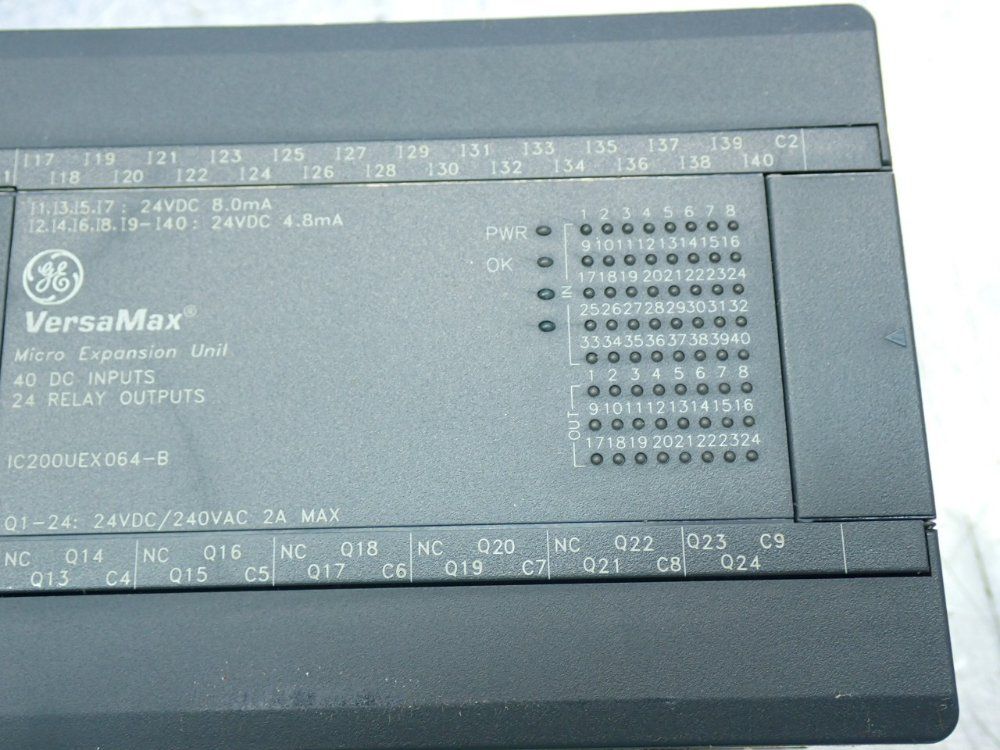 I17 I19 I21 I23 I25 I27 I29 I31 I33 I35 I37 I39 C2
I18 I20 I22 I24 I26 I28 I30 I32 I34 I36 I38 I40
I1,I3,I5,I7: 24VDC 8.0mA
I2,I4,I6,I8,I9-I40: 24VDC 4.8mA
GE
VersaMax®
Micro Expansion Unit
40 DC INPUTS
24 RELAY OUTPUTS
IC200UEX064-B
Q1-24: 24VDC/240VAC 2A MAX
PWR
OK
IN
1 2 3 4 5 6 7 8
9 10 11 12 13 14 15 16
17 18 19 20 21 22 23 24
25 26 27 28 29 30 31 32
33 34 35 36 37 38 39 40
OUT
1 2 3 4 5 6 7 8
9 10 11 12 13 14 15 16
17 18 19 20 21 22 23 24
NC Q14 NC Q16 NC Q18 NC Q20 NC Q22 Q23 C9
Q13 C4 Q15 C5 Q17 C6 Q19 C7 Q21 C8 Q24